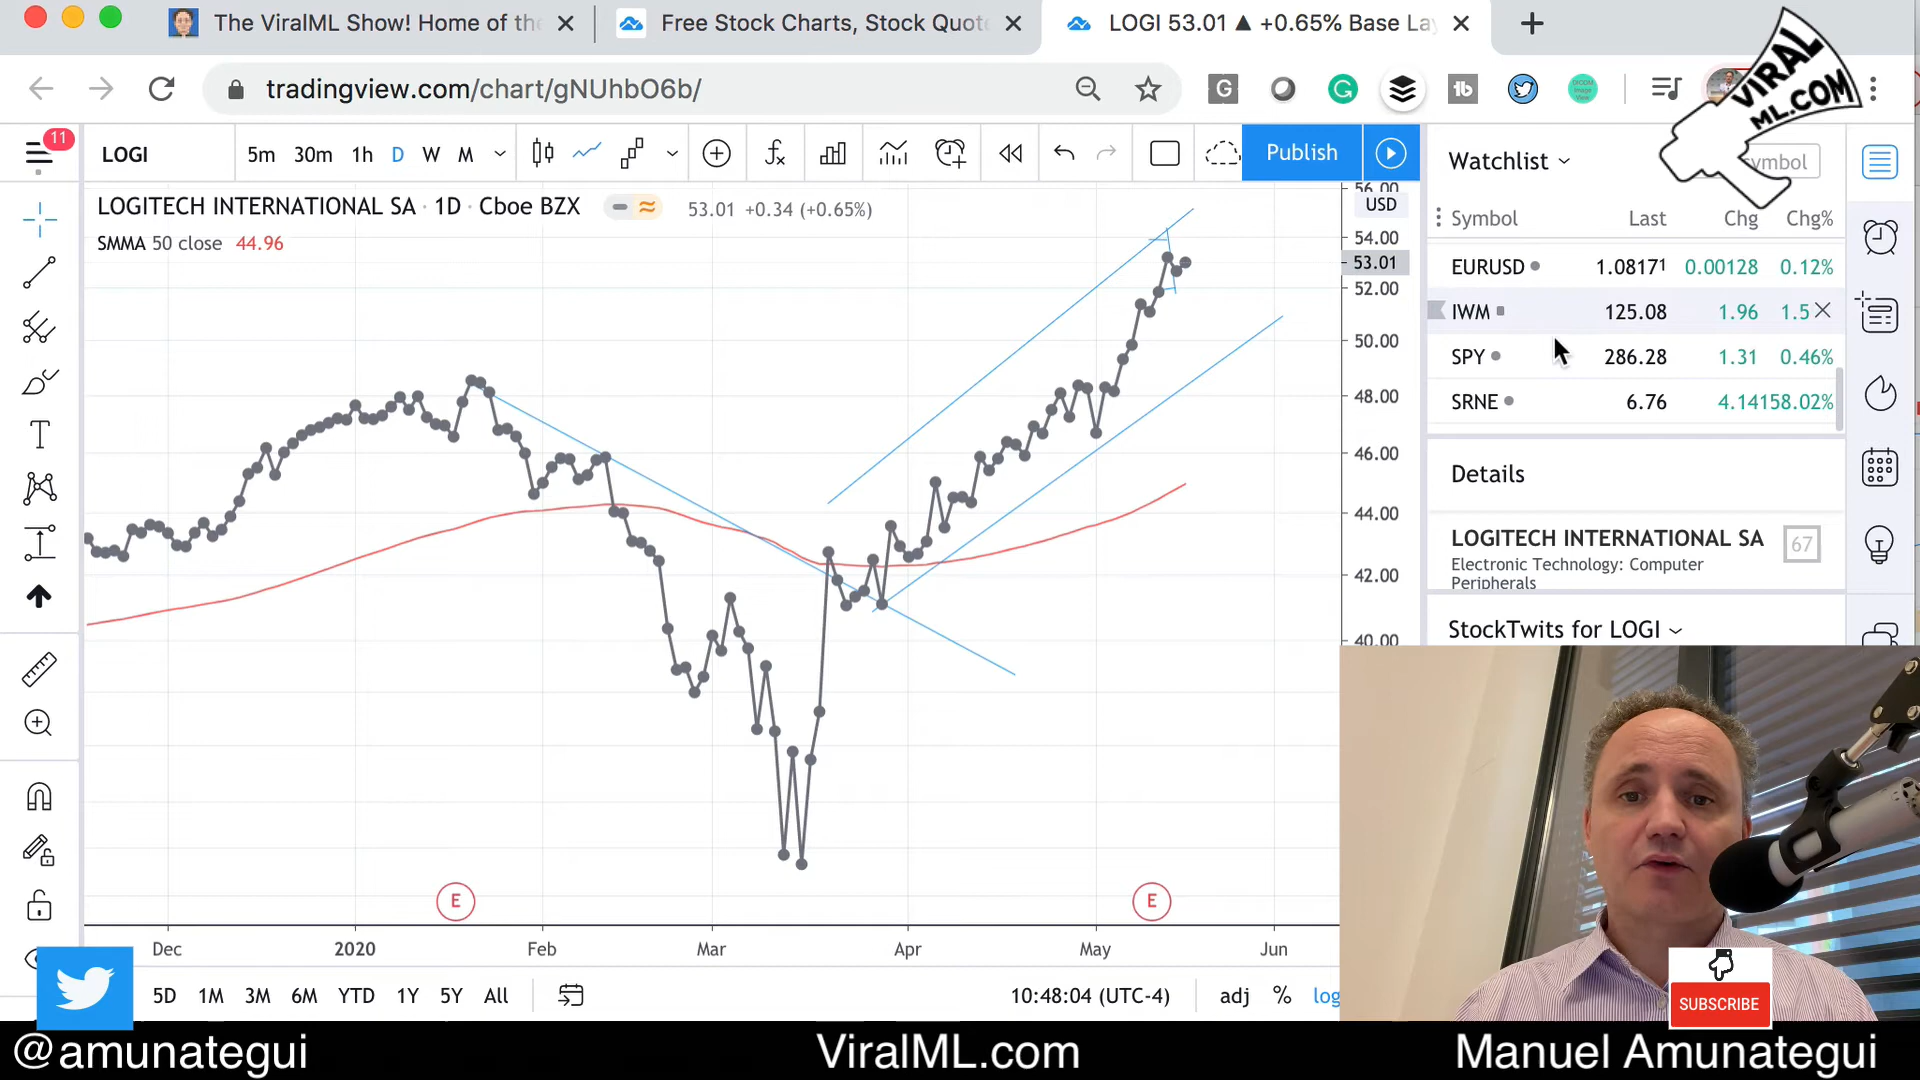 The ViralML Show! Home of the
Free Stock Charts, Stock Quote
LOGI 53.01 ▲ +0.65% Base Lay
tradingview.com/chart/gNUhbO6b/
VIRAL
ML.COM
11
LOGI
5m 30m 1h D W M
Publish
Watchlist
symbol
LOGITECH INTERNATIONAL SA · 1D · Cboe BZX
53.01 +0.34 (+0.65%)
SMMA 50 close 44.96
56.00
USD
54.00
53.01
52.00
50.00
48.00
46.00
44.00
42.00
40.00
Symbol Last Chg Chg%
EURUSD 1.08171 0.00128 0.12%
IWM 125.08 1.96 1.5
SPY 286.28 1.31 0.46%
SRNE 6.76 4.14158.02%
Details
LOGITECH INTERNATIONAL SA
67
Electronic Technology: Computer
Peripherals
StockTwits for LOGI
E E
Dec 2020 Feb Mar Apr May Jun
5D 1M 3M 6M YTD 1Y 5Y All
10:48:04 (UTC-4)
adj % log
SUBSCRIBE
@amunategui
ViralML.com
Manuel Amunategui